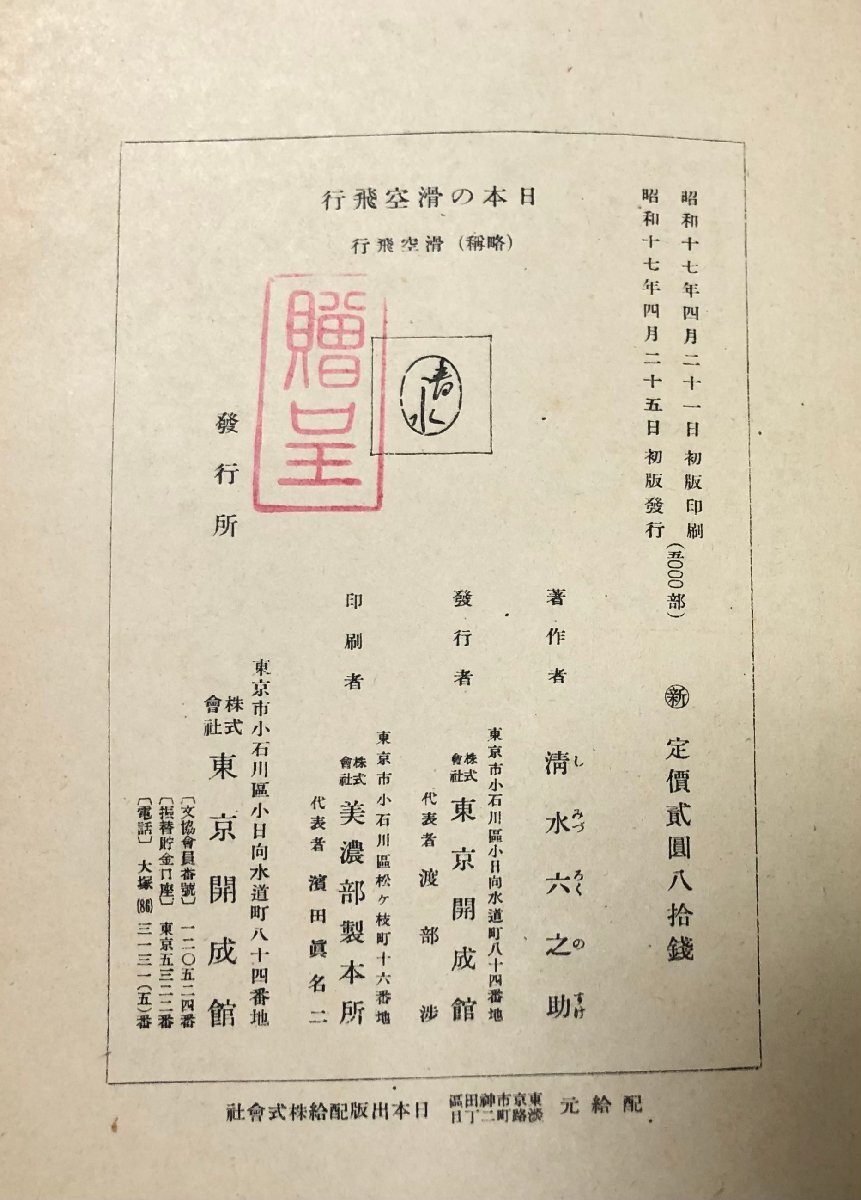 昭和十七年四月二十一日初版印刷
昭和十七年四月二十五日初版發行
(五000部)
㊟新 定價貳圓八拾錢
日本の滑空飛行
(略稱) 滑空飛行
清水
贈呈
著作者 淸水六之助
しみづろくのすけ
發行者
東京市小石川區小日向水道町八十四番地
株式會社 東京開成館
代表者 渡部渉
印刷者
東京市小石川區松ヶ枝町十六番地
株式會社 美濃部製本所
代表者 濱田眞名二
發行所
東京市小石川區小日向水道町八十四番地
株式會社 東京開成館
〔文協會員番號〕 一二〇五二四番
〔振替貯金口座〕 東京五三二二番
〔電話〕 大塚(86)三一三一(五)番
配給元 東京市神田區淡路町二丁目 日本出版配給株式會社